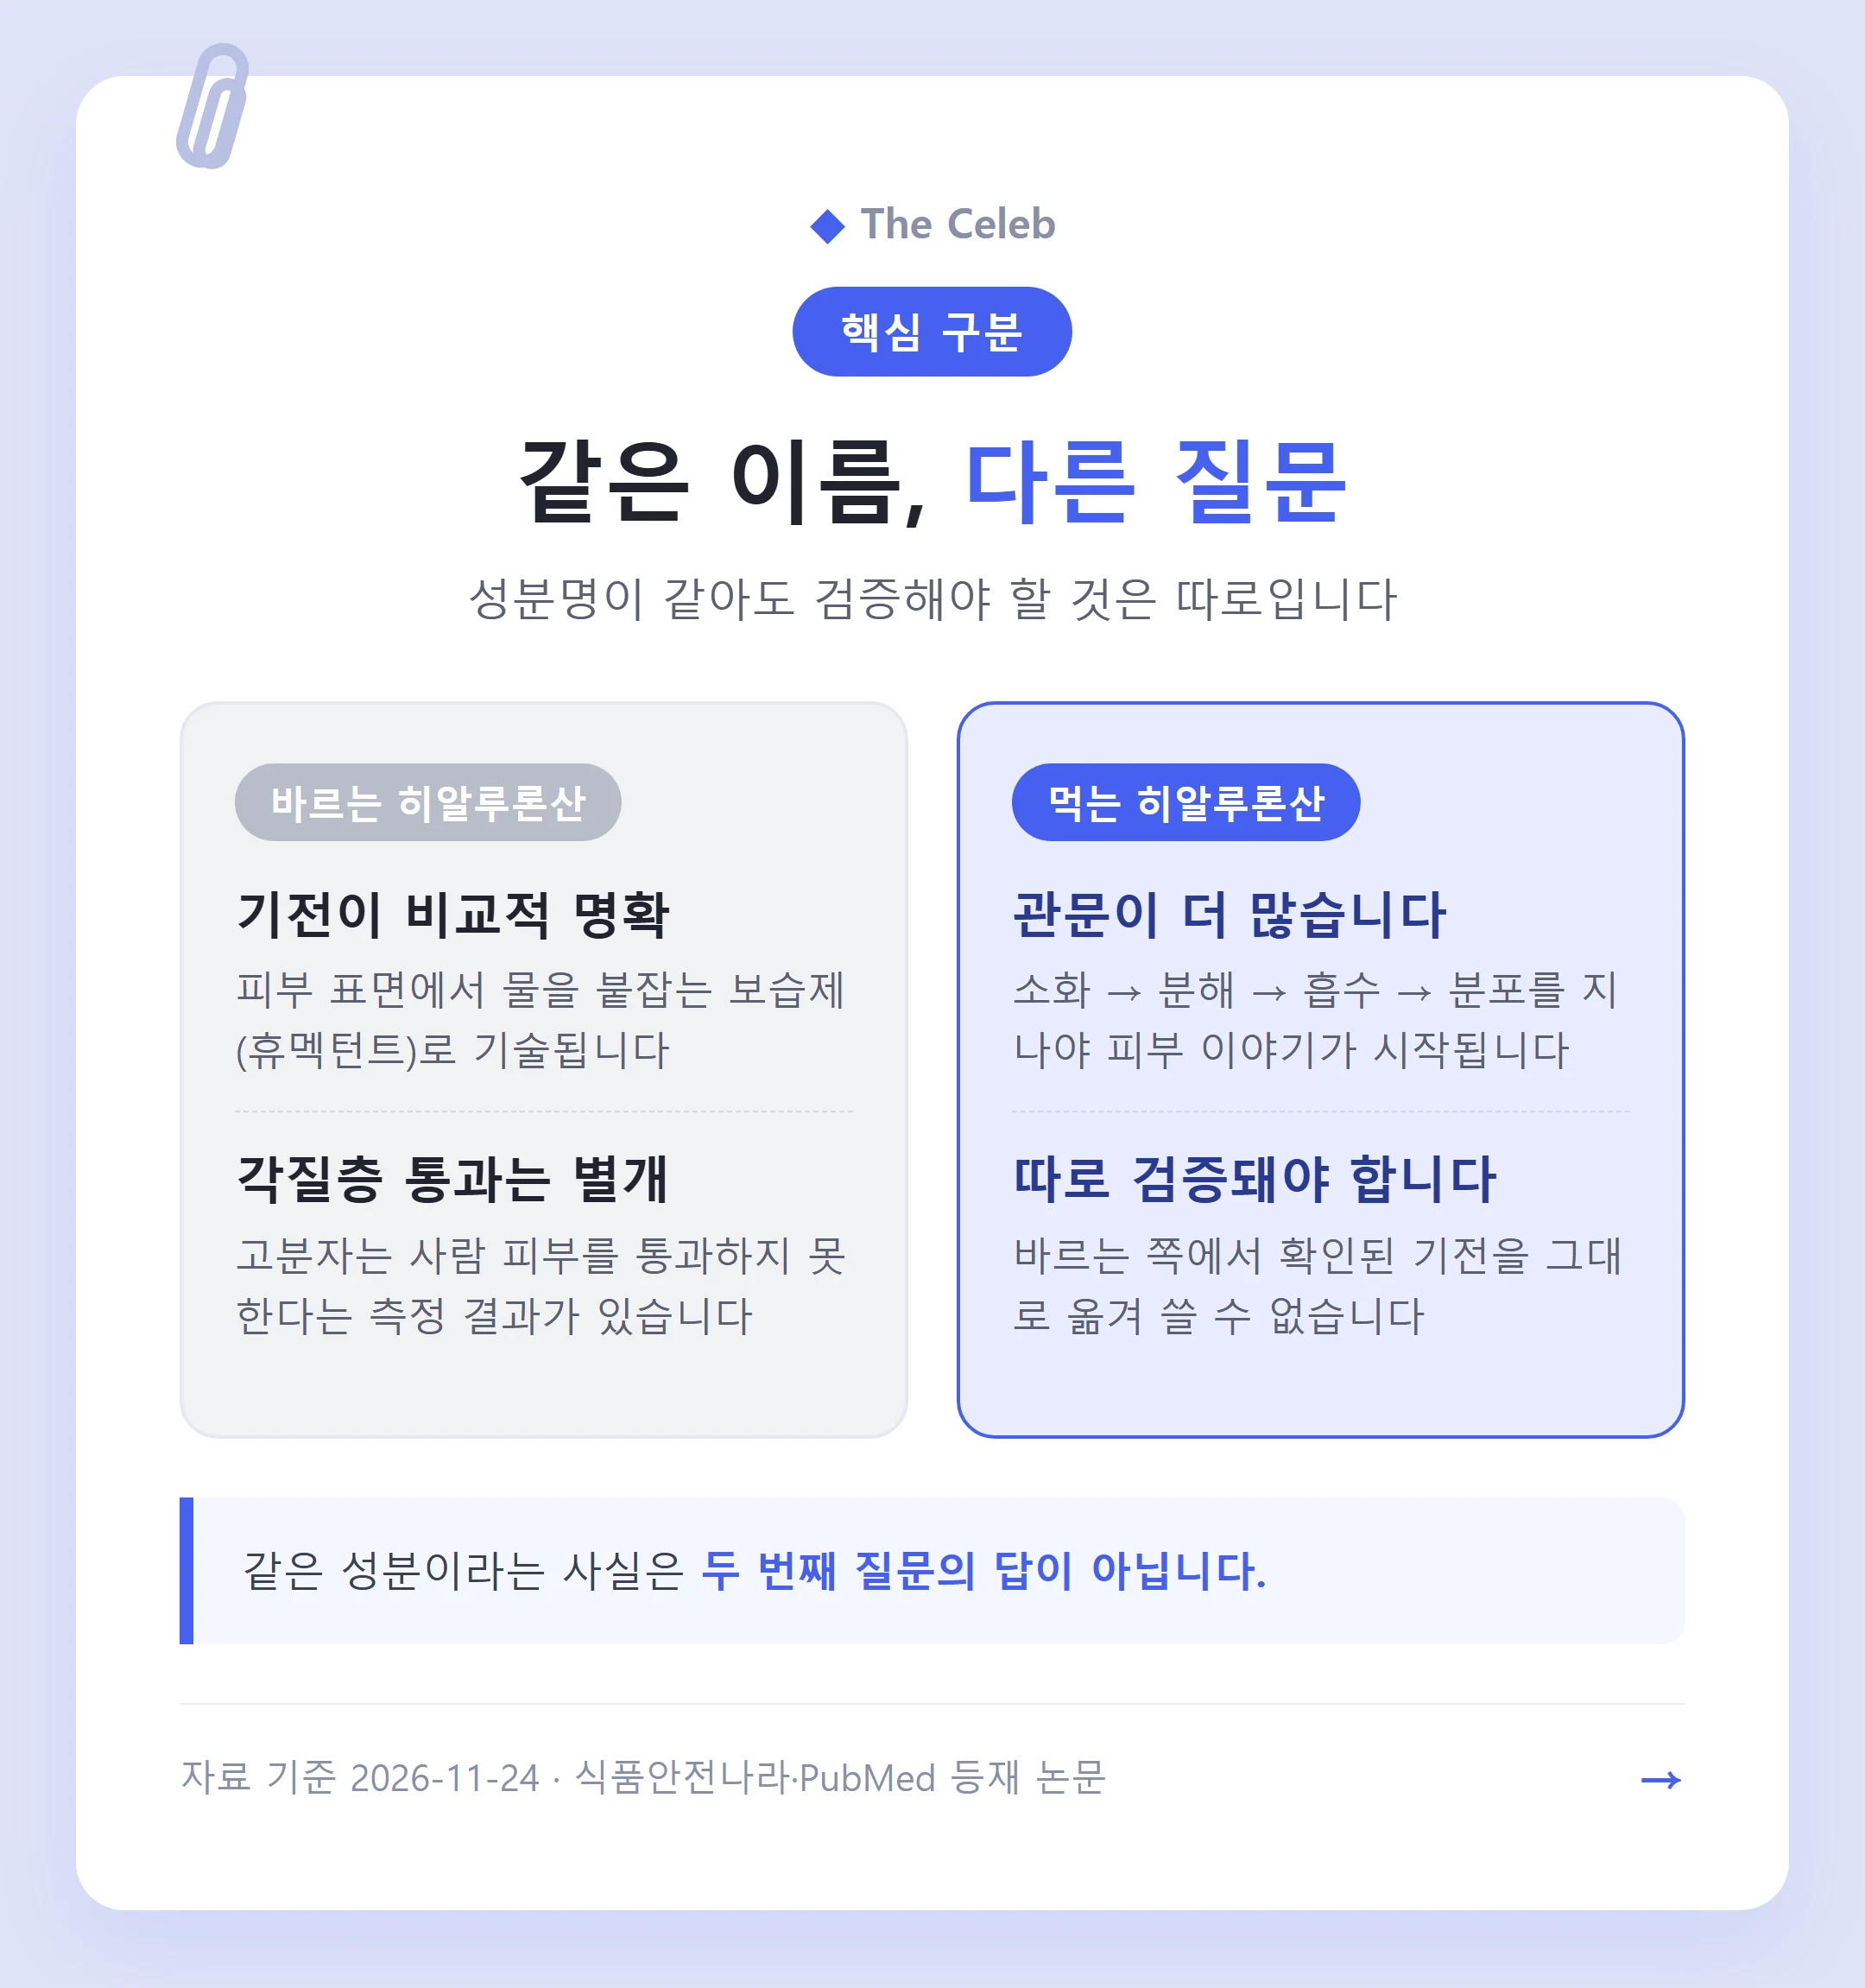 ◆ The Celeb
핵심 구분
같은 이름, 다른 질문
성분명이 같아도 검증해야 할 것은 따로입니다
바르는 히알루론산
기전이 비교적 명확
피부 표면에서 물을 붙잡는 보습제
(휴멕턴트)로 기술됩니다
각질층 통과는 별개
고분자는 사람 피부를 통과하지 못
한다는 측정 결과가 있습니다
먹는 히알루론산
관문이 더 많습니다
소화 → 분해 → 흡수 → 분포를 지
나야 피부 이야기가 시작됩니다
따로 검증돼야 합니다
바르는 쪽에서 확인된 기전을 그대
로 옮겨 쓸 수 없습니다
같은 성분이라는 사실은 두 번째 질문의 답이 아닙니다.
자료 기준 2026-11-24 · 식품안전나라·PubMed 등재 논문 →